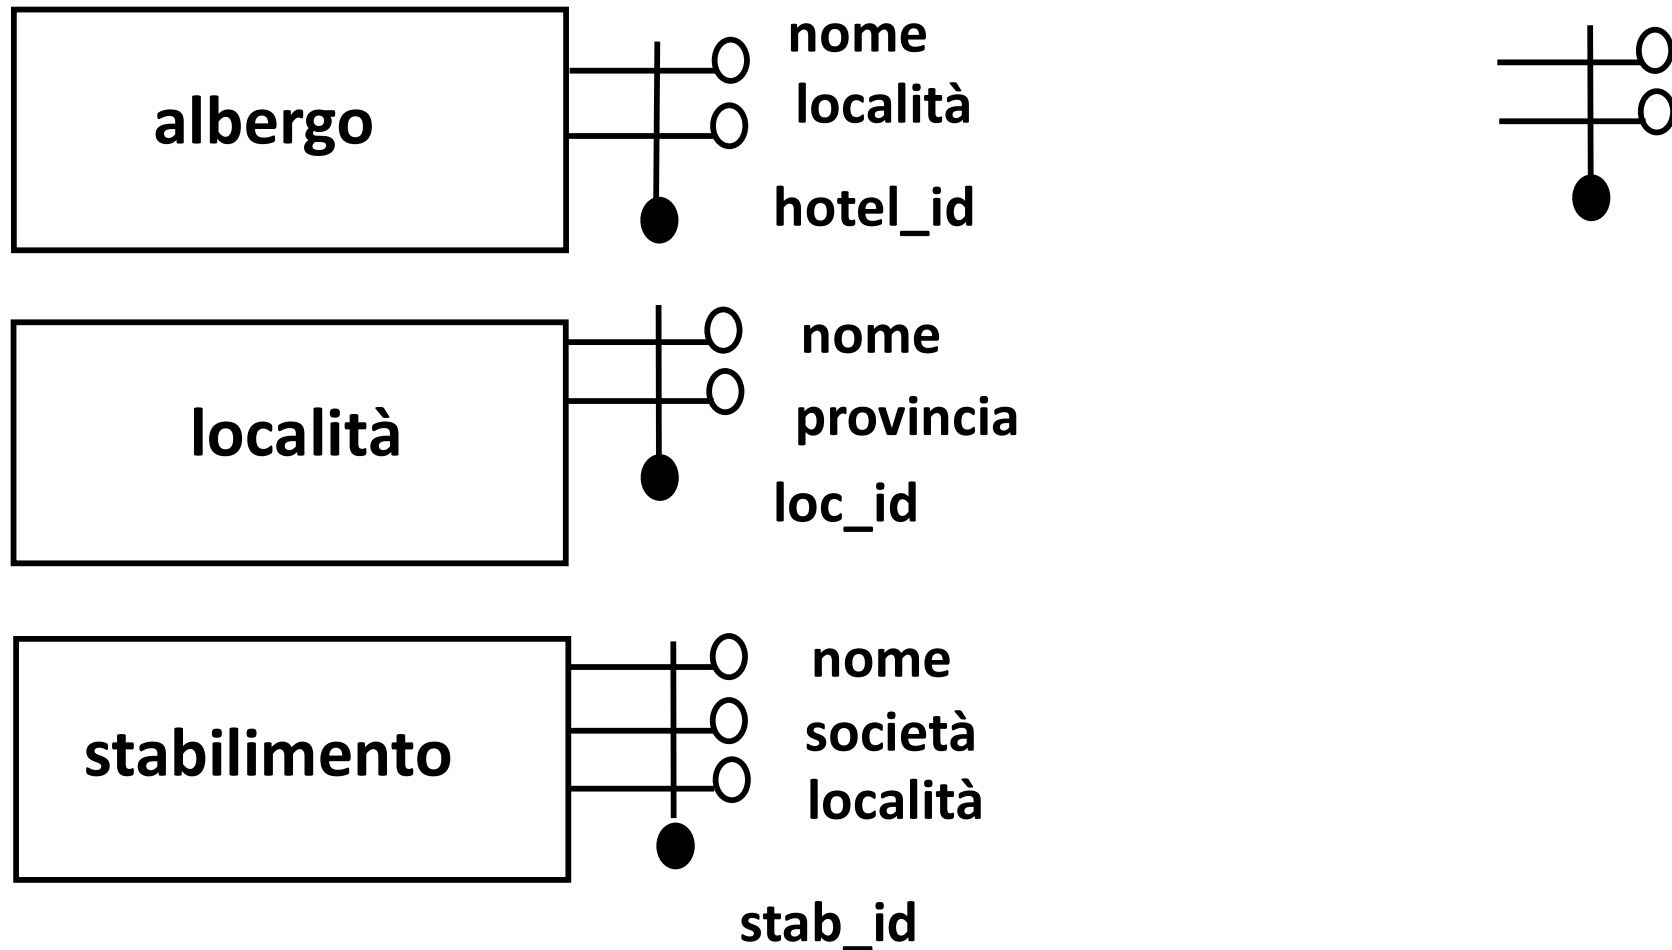 albergo
nome
località
hotel_id
località
nome
provincia
loc_id
stabilimento
nome
società
località
stab_id